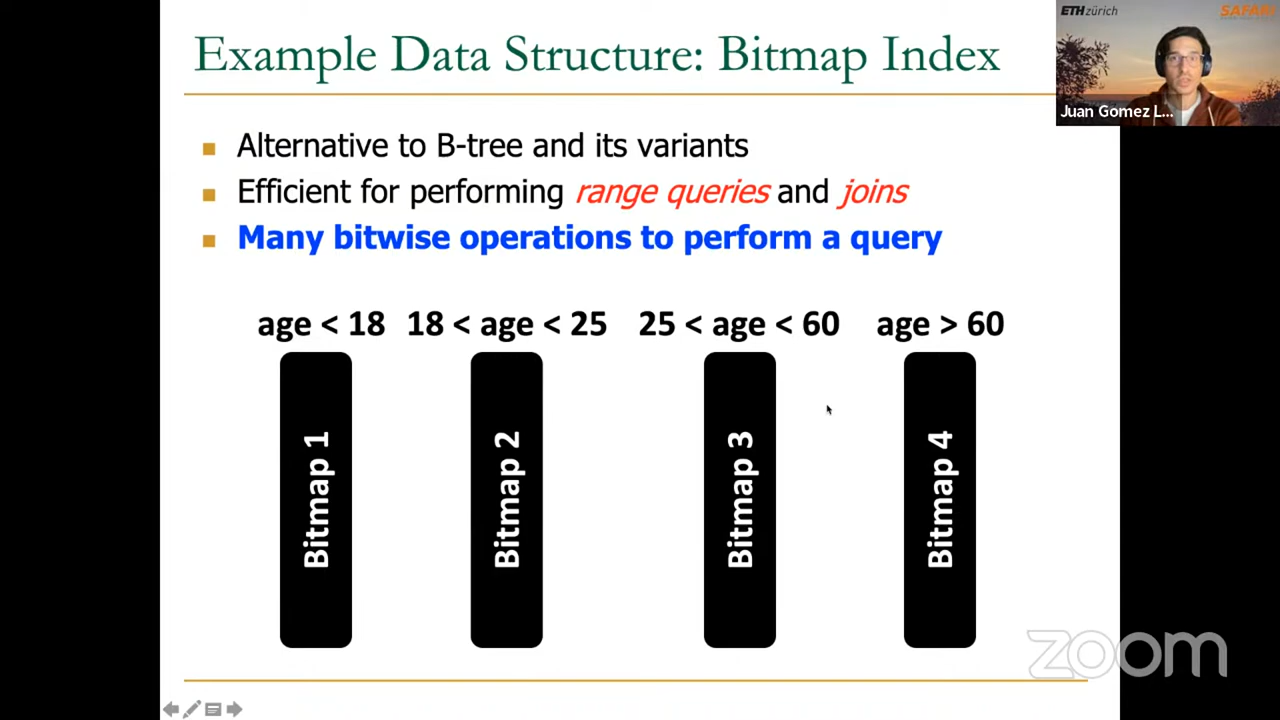 Example Data Structure: Bitmap Index
ETH zürich
SAFARI
Juan Gomez L...
Alternative to B-tree and its variants
Efficient for performing range queries and joins
Many bitwise operations to perform a query
age < 18
18 < age < 25
25 < age < 60
age > 60
Bitmap 1
Bitmap 2
Bitmap 3
Bitmap 4
zoom